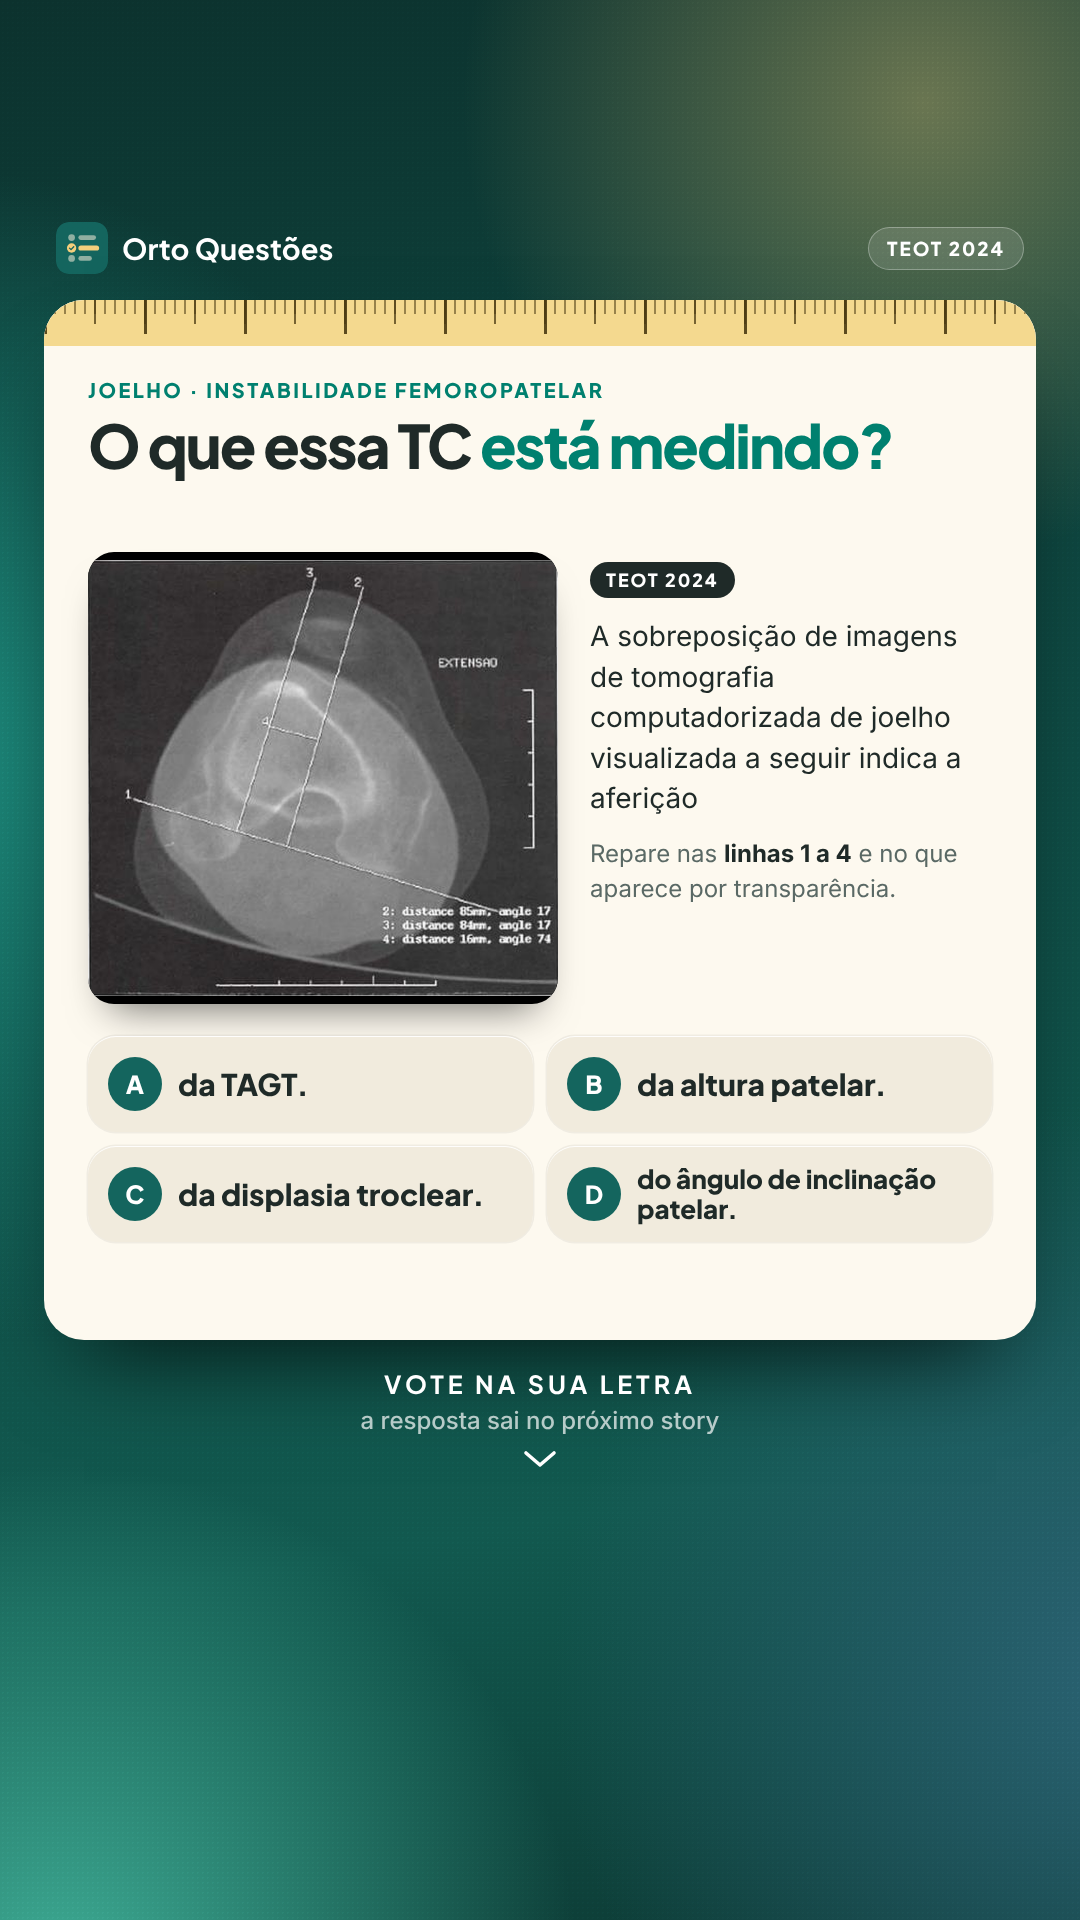 Orto Questões
TEOT 2024
JOELHO · INSTABILIDADE FEMOROPATELAR
O que essa TC está medindo?
3
2
EXTENSAO
4
1
2: distance 85mm, angle 17
3: distance 84mm, angle 17
4: distance 16mm, angle 74
TEOT 2024
A sobreposição de imagens
de tomografia
computadorizada de joelho
visualizada a seguir indica a
aferição
Repare nas linhas 1 a 4 e no que
aparece por transparência.
A da TAGT.
B da altura patelar.
C da displasia troclear.
D do ângulo de inclinação
patelar.
VOTE NA SUA LETRA
a resposta sai no próximo story